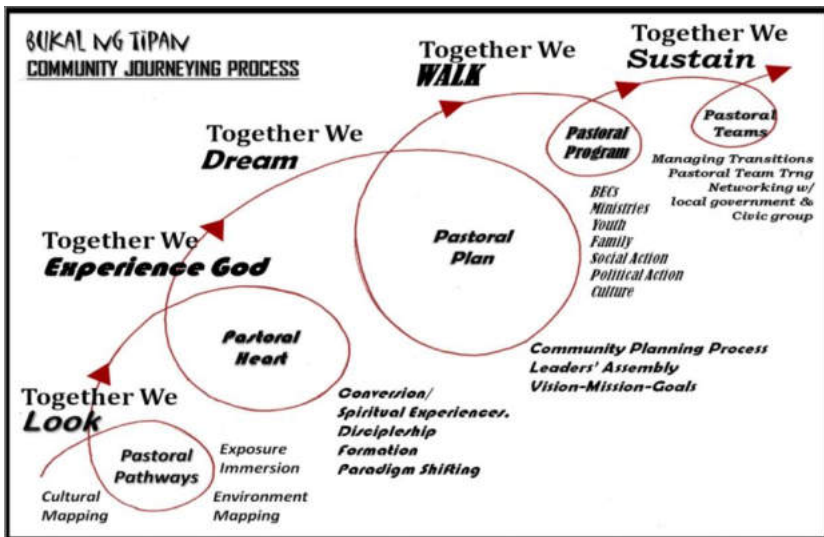 BUKAL NG TIPAN
COMMUNITY JOURNEYING PROCESS
Together We
Look
Pastoral
Pathways
Cultural
Mapping
Exposure
Immersion
Environment
Mapping
Together We
Experience God
Pastoral
Heart
Conversion/
Spiritual Experiences.
Discipleship
Formation
Paradigm Shifting
Together We
Dream
Pastoral
Plan
Community Planning Process
Leaders' Assembly
Vision-Mission-Goals
Together We
WALK
Pastoral
Program
BECs
Ministries
Youth
Family
Social Action
Political Action
Culture
Together We
Sustain
Pastoral
Teams
Managing Transitions
Pastoral Team Trng
Networking w/
local government &
Civic group